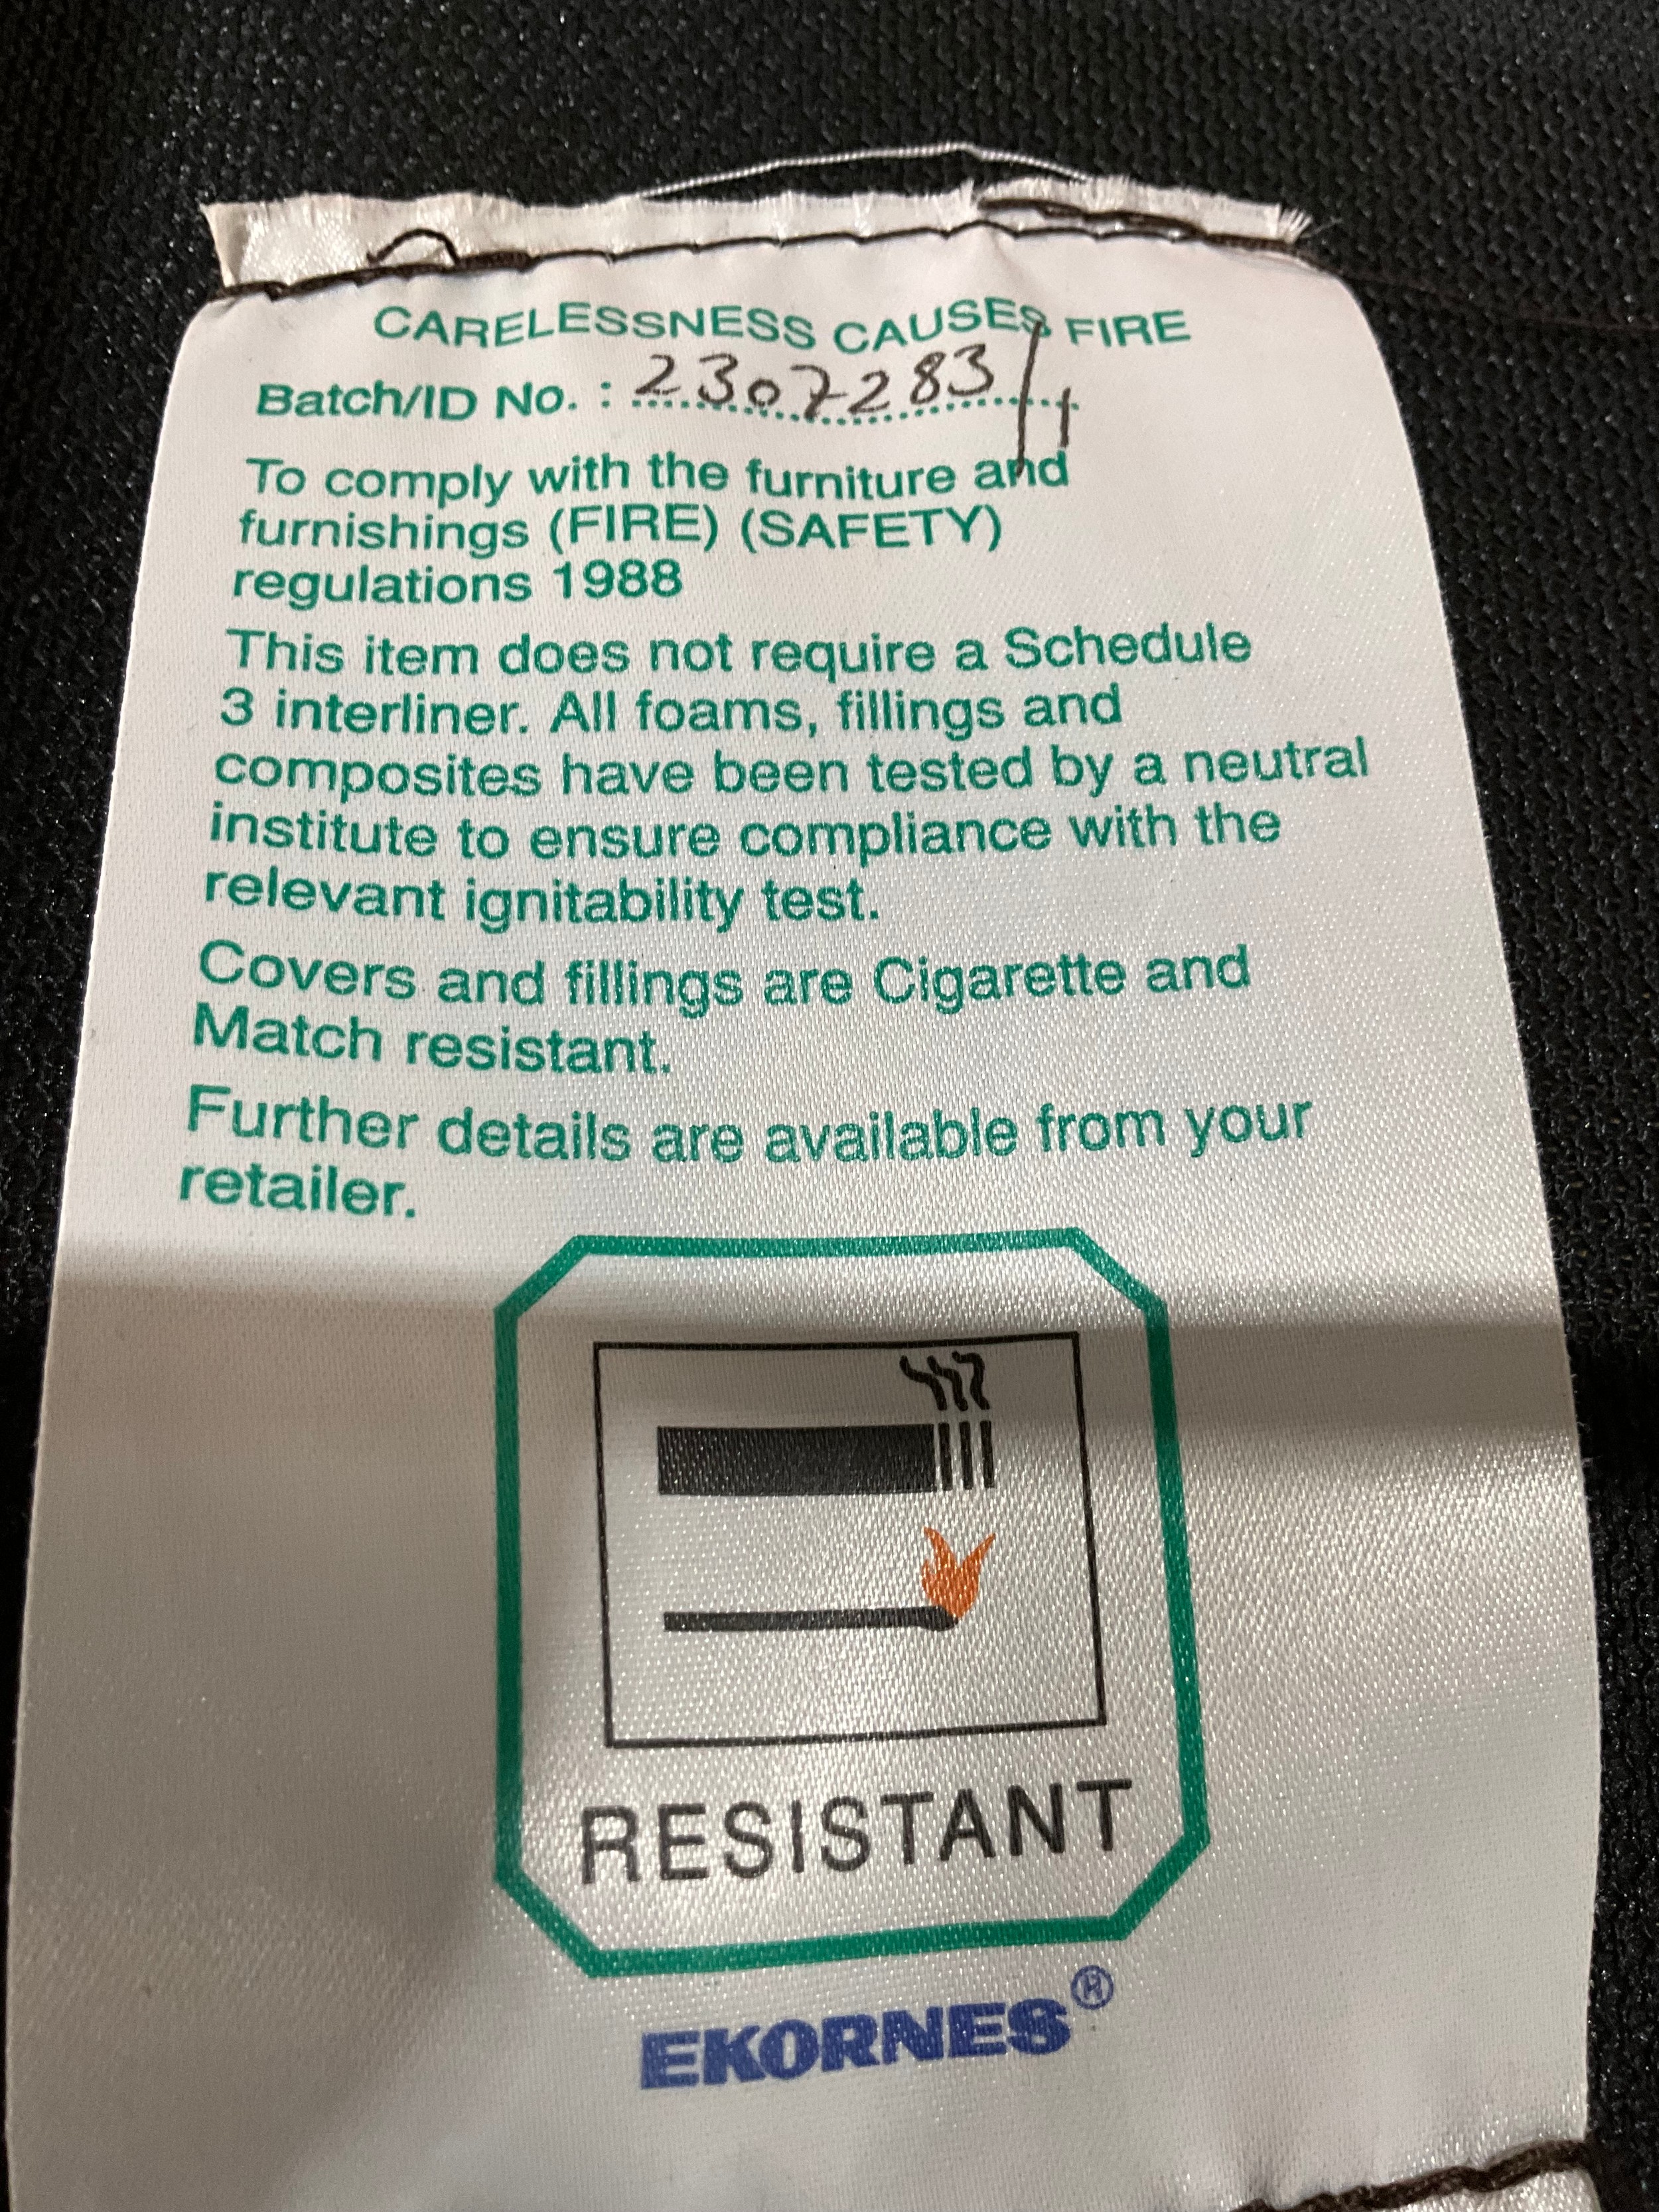 CARELESSNESS CAUSES FIRE
Batch/ID No. : 2307283/1
To comply with the furniture and
furnishings (FIRE) (SAFETY)
regulations 1988
This item does not require a Schedule
3 interliner. All foams, fillings and
composites have been tested by a neutral
institute to ensure compliance with the
relevant ignitability test.
Covers and fillings are Cigarette and
Match resistant.
Further details are available from your
retailer.
RESISTANT
EKORNES®